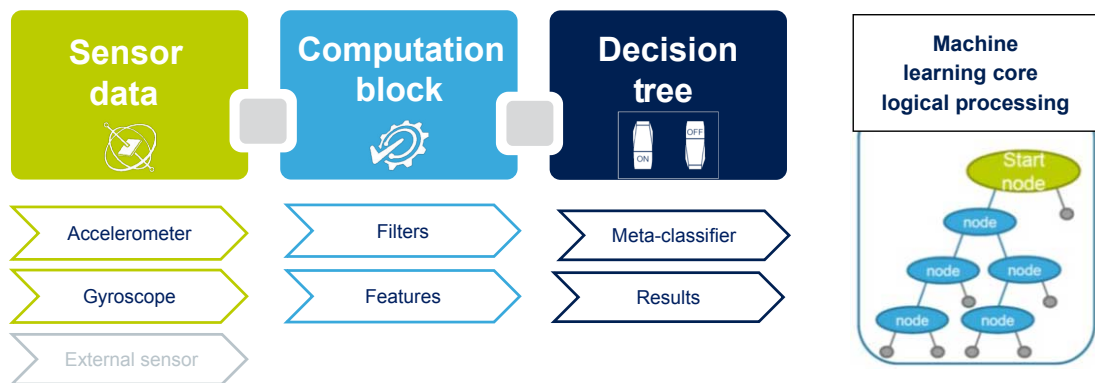 Sensor
data
Computation
block
Decision
tree
ON
OFF
Machine
learning core
logical processing
Accelerometer
Gyroscope
External sensor
Filters
Features
Meta-classifier
Results
Start
node
node
node
node
node
node